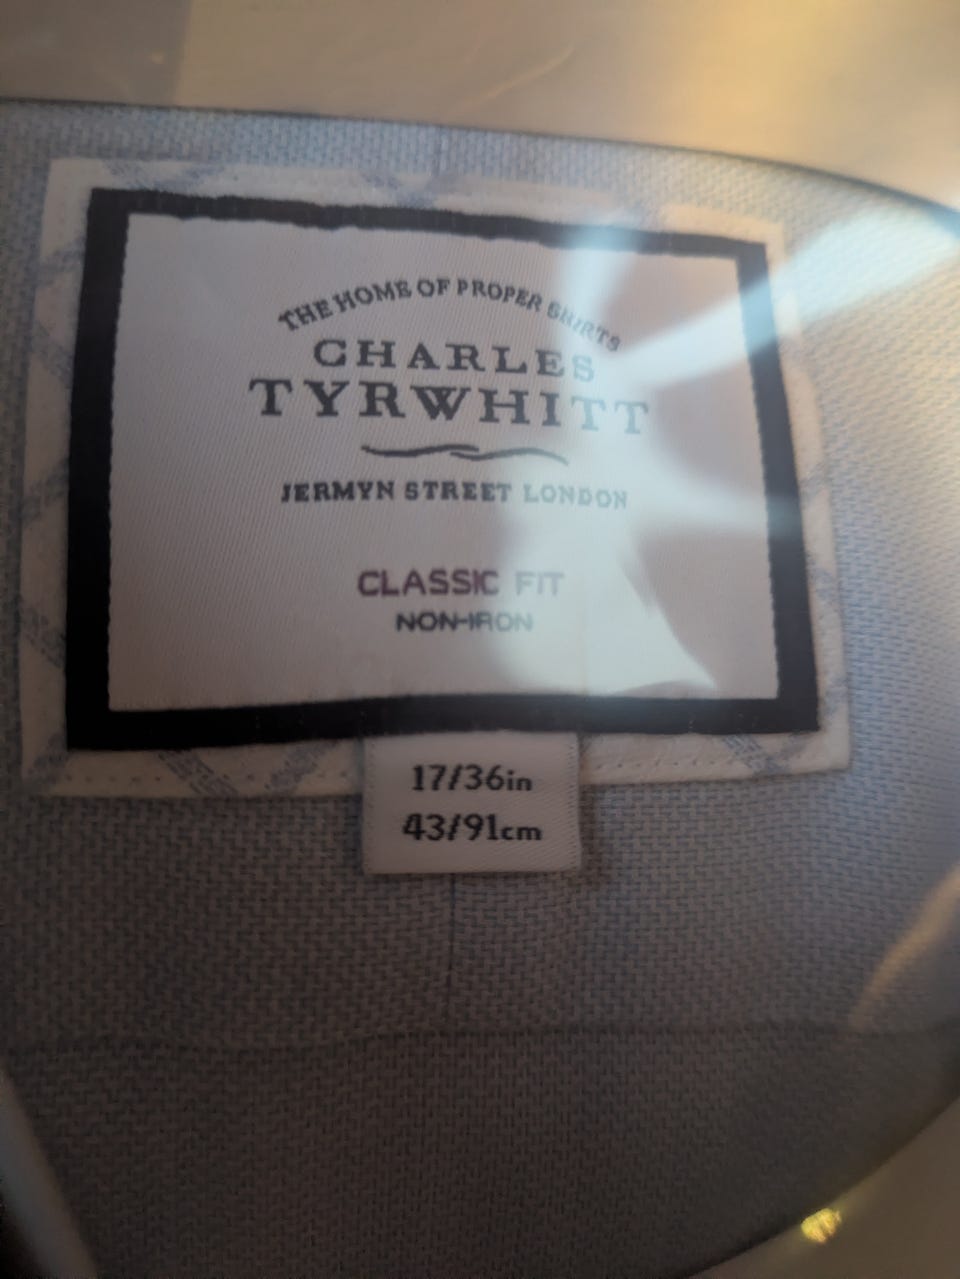 THE HOME OF PROPER SHIRTS
CHARLES
TYRWHITT
JERMYN STREET LONDON
CLASSIC FIT
NON-IRON
17/36in
43/91cm